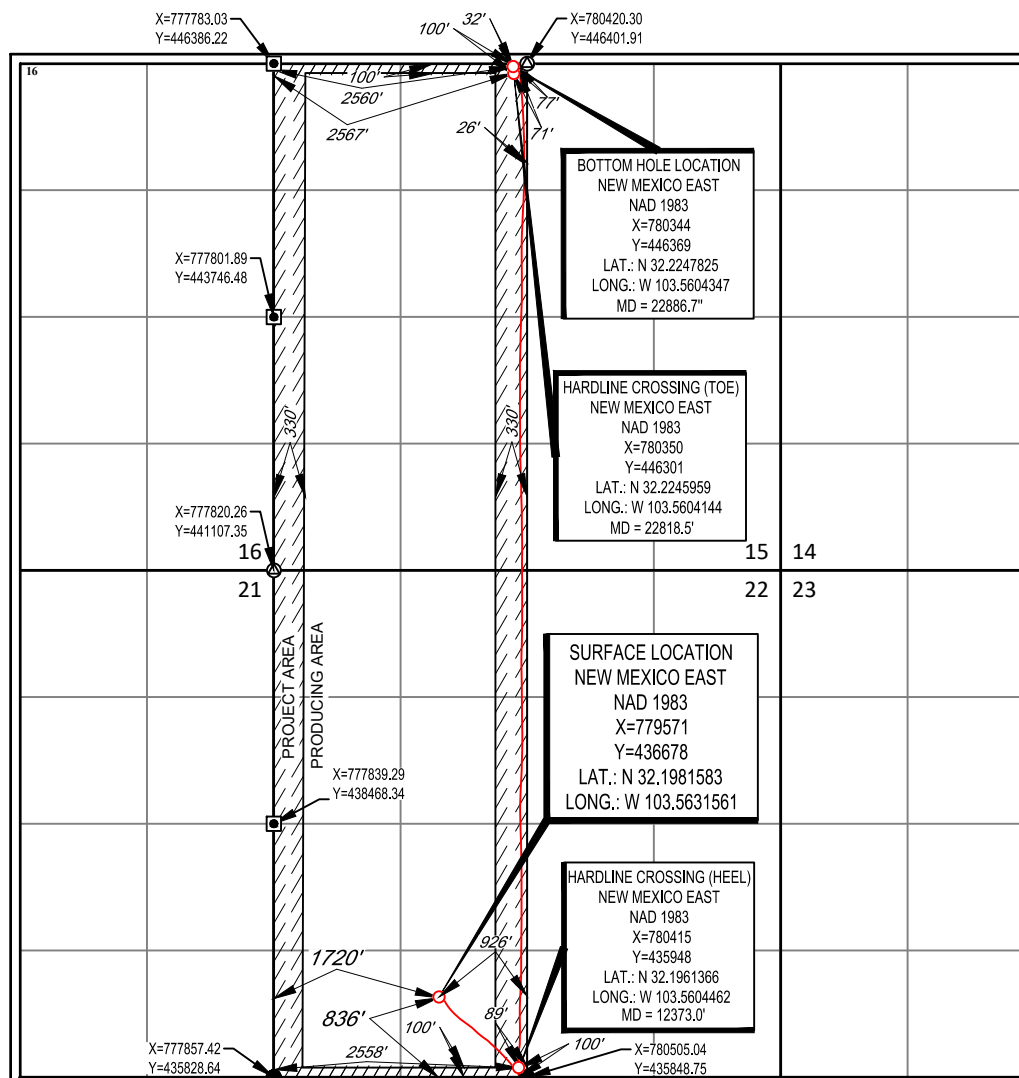 X=777783.03
Y=446386.22
32'
100'
X=780420.30
Y=446401.91
16
100'
2560'
2567'
77'
71'
26'
BOTTOM HOLE LOCATION
NEW MEXICO EAST
NAD 1983
X=780344
Y=446369
LAT.: N 32.2247825
LONG.: W 103.5604347
MD = 22886.7"
X=777801.89
Y=443746.48
330'
330'
HARDLINE CROSSING (TOE)
NEW MEXICO EAST
NAD 1983
X=780350
Y=446301
LAT.: N 32.2245959
LONG.: W 103.5604144
MD = 22818.5'
X=777820.26
Y=441107.35
16
15
14
21
22
23
PROJECT AREA
PRODUCING AREA
SURFACE LOCATION
NEW MEXICO EAST
NAD 1983
X=779571
Y=436678
LAT.: N 32.1981583
LONG.: W 103.5631561
X=777839.29
Y=438468.34
HARDLINE CROSSING (HEEL)
NEW MEXICO EAST
NAD 1983
X=780415
Y=435948
LAT.: N 32.1961366
LONG.: W 103.5604462
MD = 12373.0'
1720'
926'
836'
89'
100'
2558'
100'
X=777857.42
Y=435828.64
X=780505.04
Y=435848.75